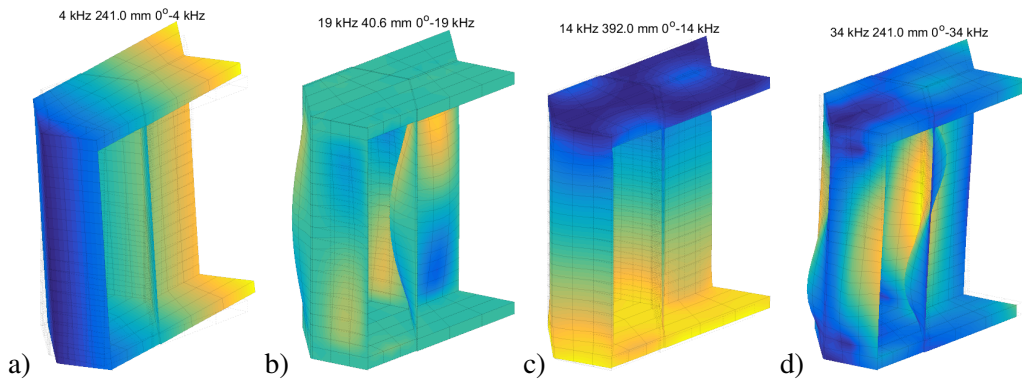 4 kHz 241.0 mm 0°-4 kHz
19 kHz 40.6 mm 0°-19 kHz
14 kHz 392.0 mm 0°-14 kHz
34 kHz 241.0 mm 0°-34 kHz
a)
b)
c)
d)